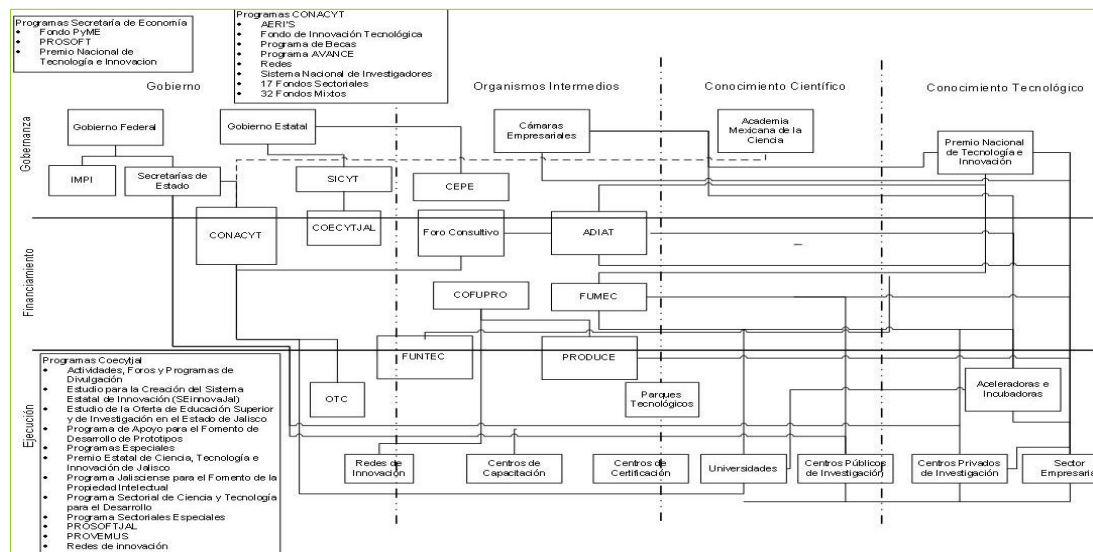 Programas Secretaría de Economía
• Fondo PyME
• PROSOFT
• Premio Nacional de
Tecnología e Innovacion
Programas CONACYT
• AERI'S
• Fondo de Innovación Tecnológica
• Programa de Becas
• Programa AVANCE
• Redes
• Sistema Nacional de Investigadores
• 17 Fondos Sectoriales
• 32 Fondos Mixtos
Gobierno
Organismos Intermedios
Conocimiento Científico
Conocimiento Tecnológico
Gobernanza
Gobierno Federal
Gobierno Estatal
Cámaras
Empresariales
Academia
Mexicana de la
Ciencia
Premio Nacional
de Tecnología e
Innovación
IMPI
Secretarías de
Estado
SICYT
CEPE
Financiamiento
CONACYT
COECYTJAL
Foro Consultivo
ADIAT
COFUPRO
FUMEC
FUNTEC
PRODUCE
Ejecución
Programas Coecytjal
• Actividades, Foros y Programas de
Divulgación
• Estudio para la Creación del Sistema
Estatal de Innovación (SEinnovaJal)
• Estudio de la Oferta de Educación Superior
y de Investigación en el Estado de Jalisco
• Programa de Apoyo para el Fomento de
Desarrollo de Prototipos
• Programas Especiales
• Premio Estatal de Ciencia, Tecnología e
Innovación de Jalisco
• Programa Jalisciense para el Fomento de la
Propiedad Intelectual
• Programa Sectorial de Ciencia y Tecnología
para el Desarrollo
• Programa Sectoriales Especiales
• PROSOFTJAL
• PROVEMUS
• Redes de innovación
OTC
Parques
Tecnológicos
Aceleradoras e
Incubadoras
Redes de
Innovación
Centros de
Capacitación
Centros de
Certificación
Universidades
Centros Públicos
de Investigación
Centros Privados
de Investigación
Sector
Empresaria